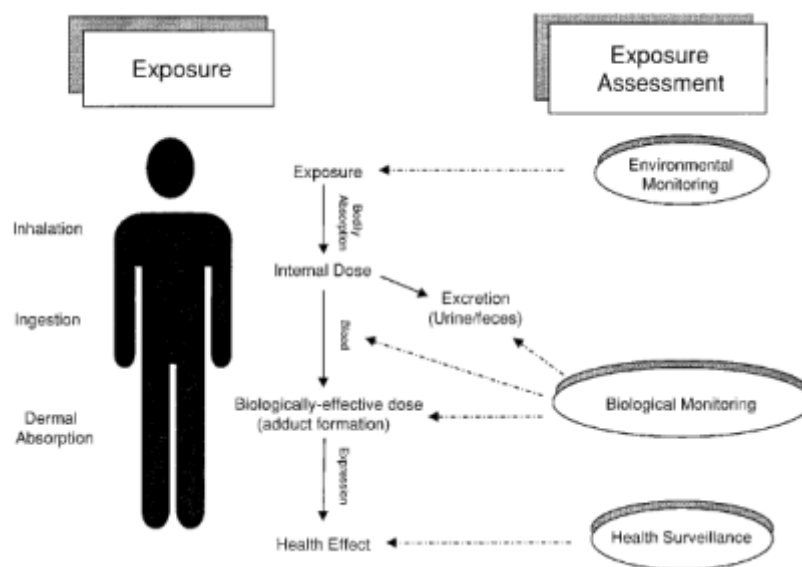 Exposure
Exposure
Assessment
Exposure
Environmental
Monitoring
Bodily
Absorption
Inhalation
Internal Dose
Excretion
(Urine/feces)
Ingestion
Blood
Biologically-effective dose
(adduct formation)
Biological Monitoring
Dermal
Absorption
Expression
Health Effect
Health Surveillance